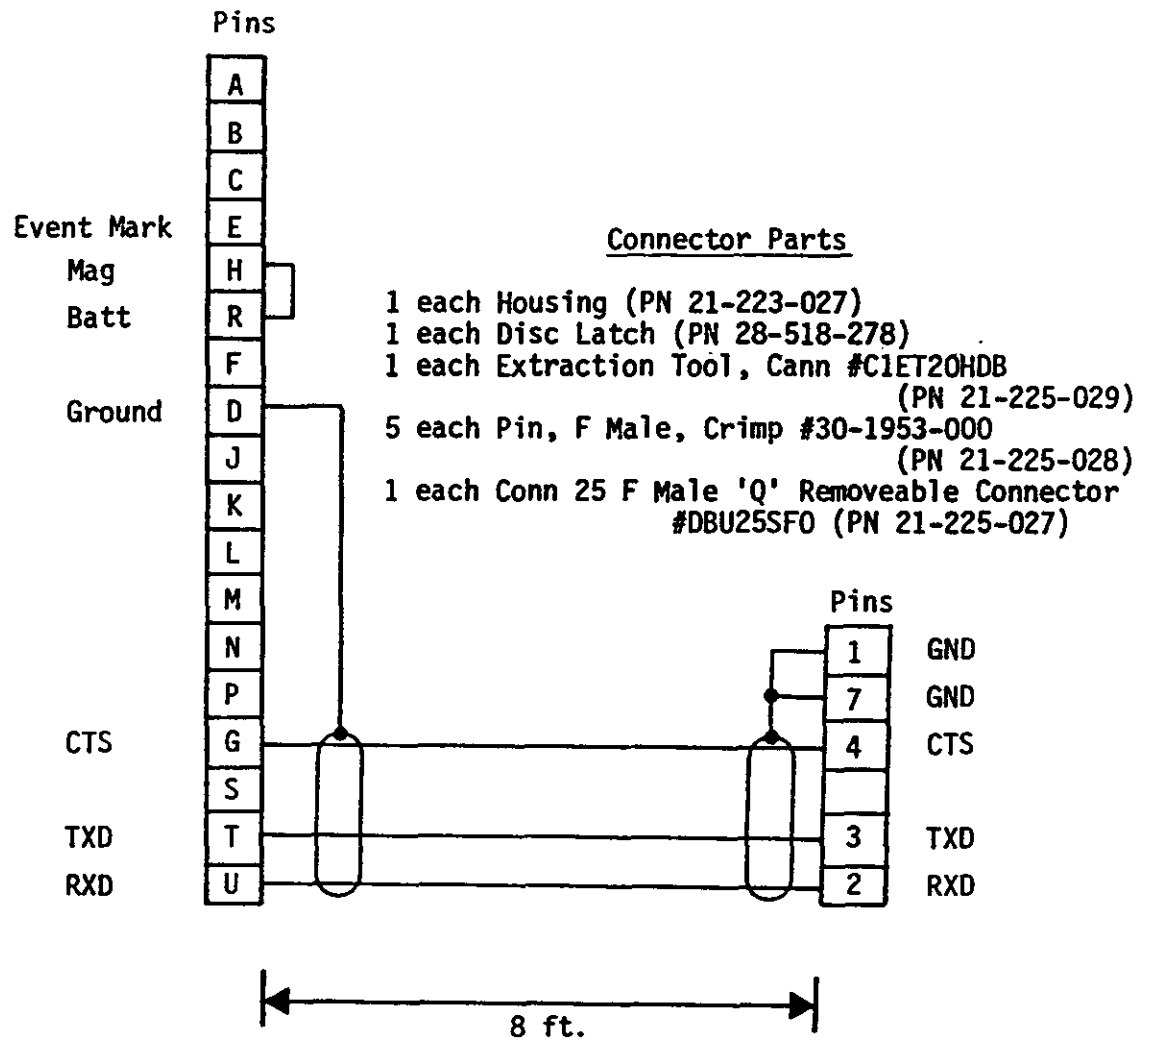 Pins
A
B
C
Event Mark E
Mag H
Batt R
F
Ground D
J
K
L
M
N
P
CTS G
S
TXD T
RXD U
Connector Parts
1 each Housing (PN 21-223-027)
1 each Disc Latch (PN 28-518-278)
1 each Extraction Tool, Cann #C1ET20HDB
(PN 21-225-029)
5 each Pin, F Male, Crimp #30-1953-000
(PN 21-225-028)
1 each Conn 25 F Male 'Q' Removeable Connector
#DBU25SFO (PN 21-225-027)
Pins
1 GND
7 GND
4 CTS
3 TXD
2 RXD
8 ft.